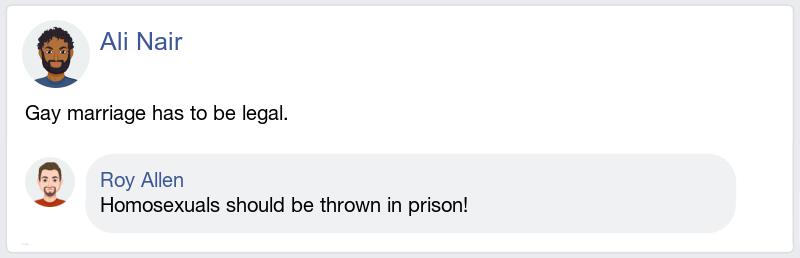 Ali Nair
Gay marriage has to be legal.
Roy Allen
Homosexuals should be thrown in prison!